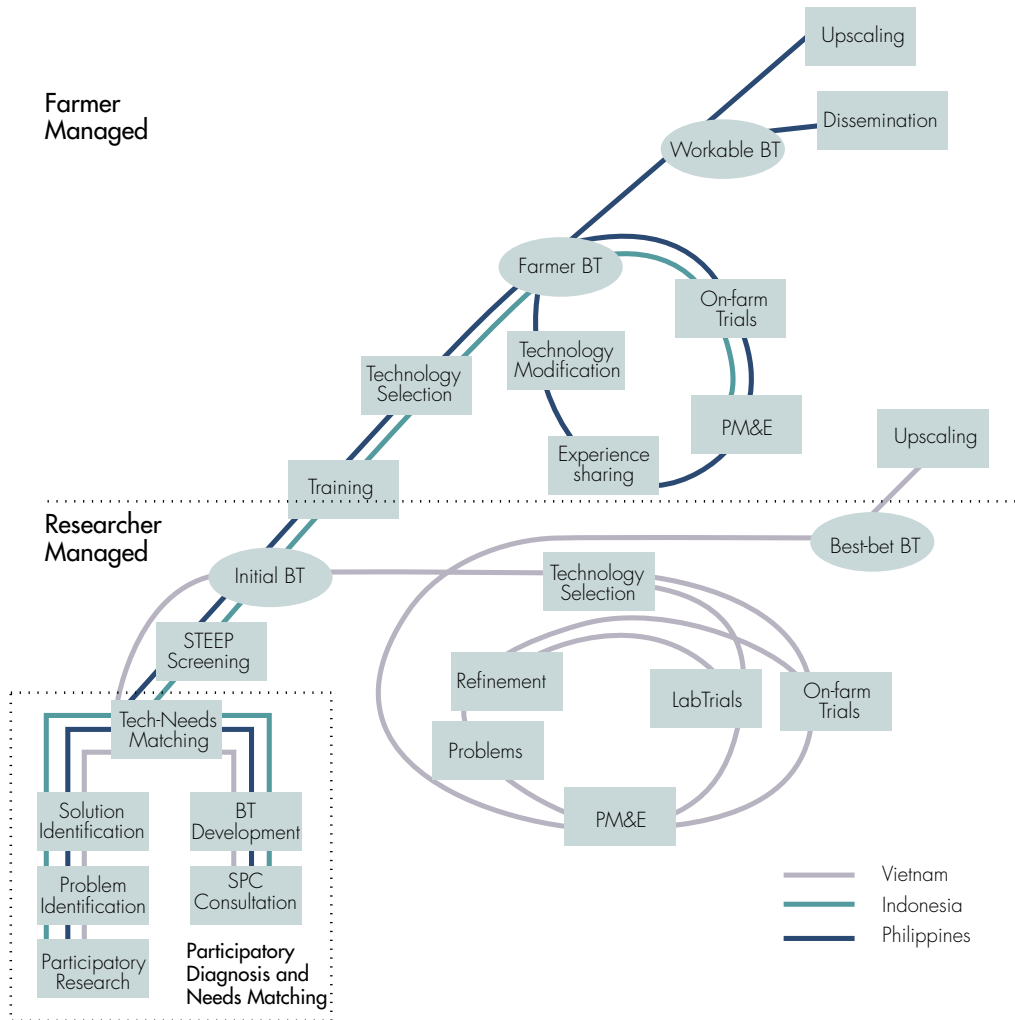 Upscaling
Farmer
Managed
Dissemination
Workable BT
Farmer BT
On-farm
Trials
Technology
Modification
Technology
Selection
PM&E
Experience
sharing
Upscaling
Training
Researcher
Managed
Best-bet BT
Initial BT
Technology
Selection
STEEP
Screening
Refinement
LabTrials
On-farm
Trials
Tech-Needs
Matching
Problems
Solution
Identification
BT
Development
PM&E
Problem
Identification
SPC
Consultation
Vietnam
Indonesia
Philippines
Participatory
Research
Participatory
Diagnosis and
Needs Matching